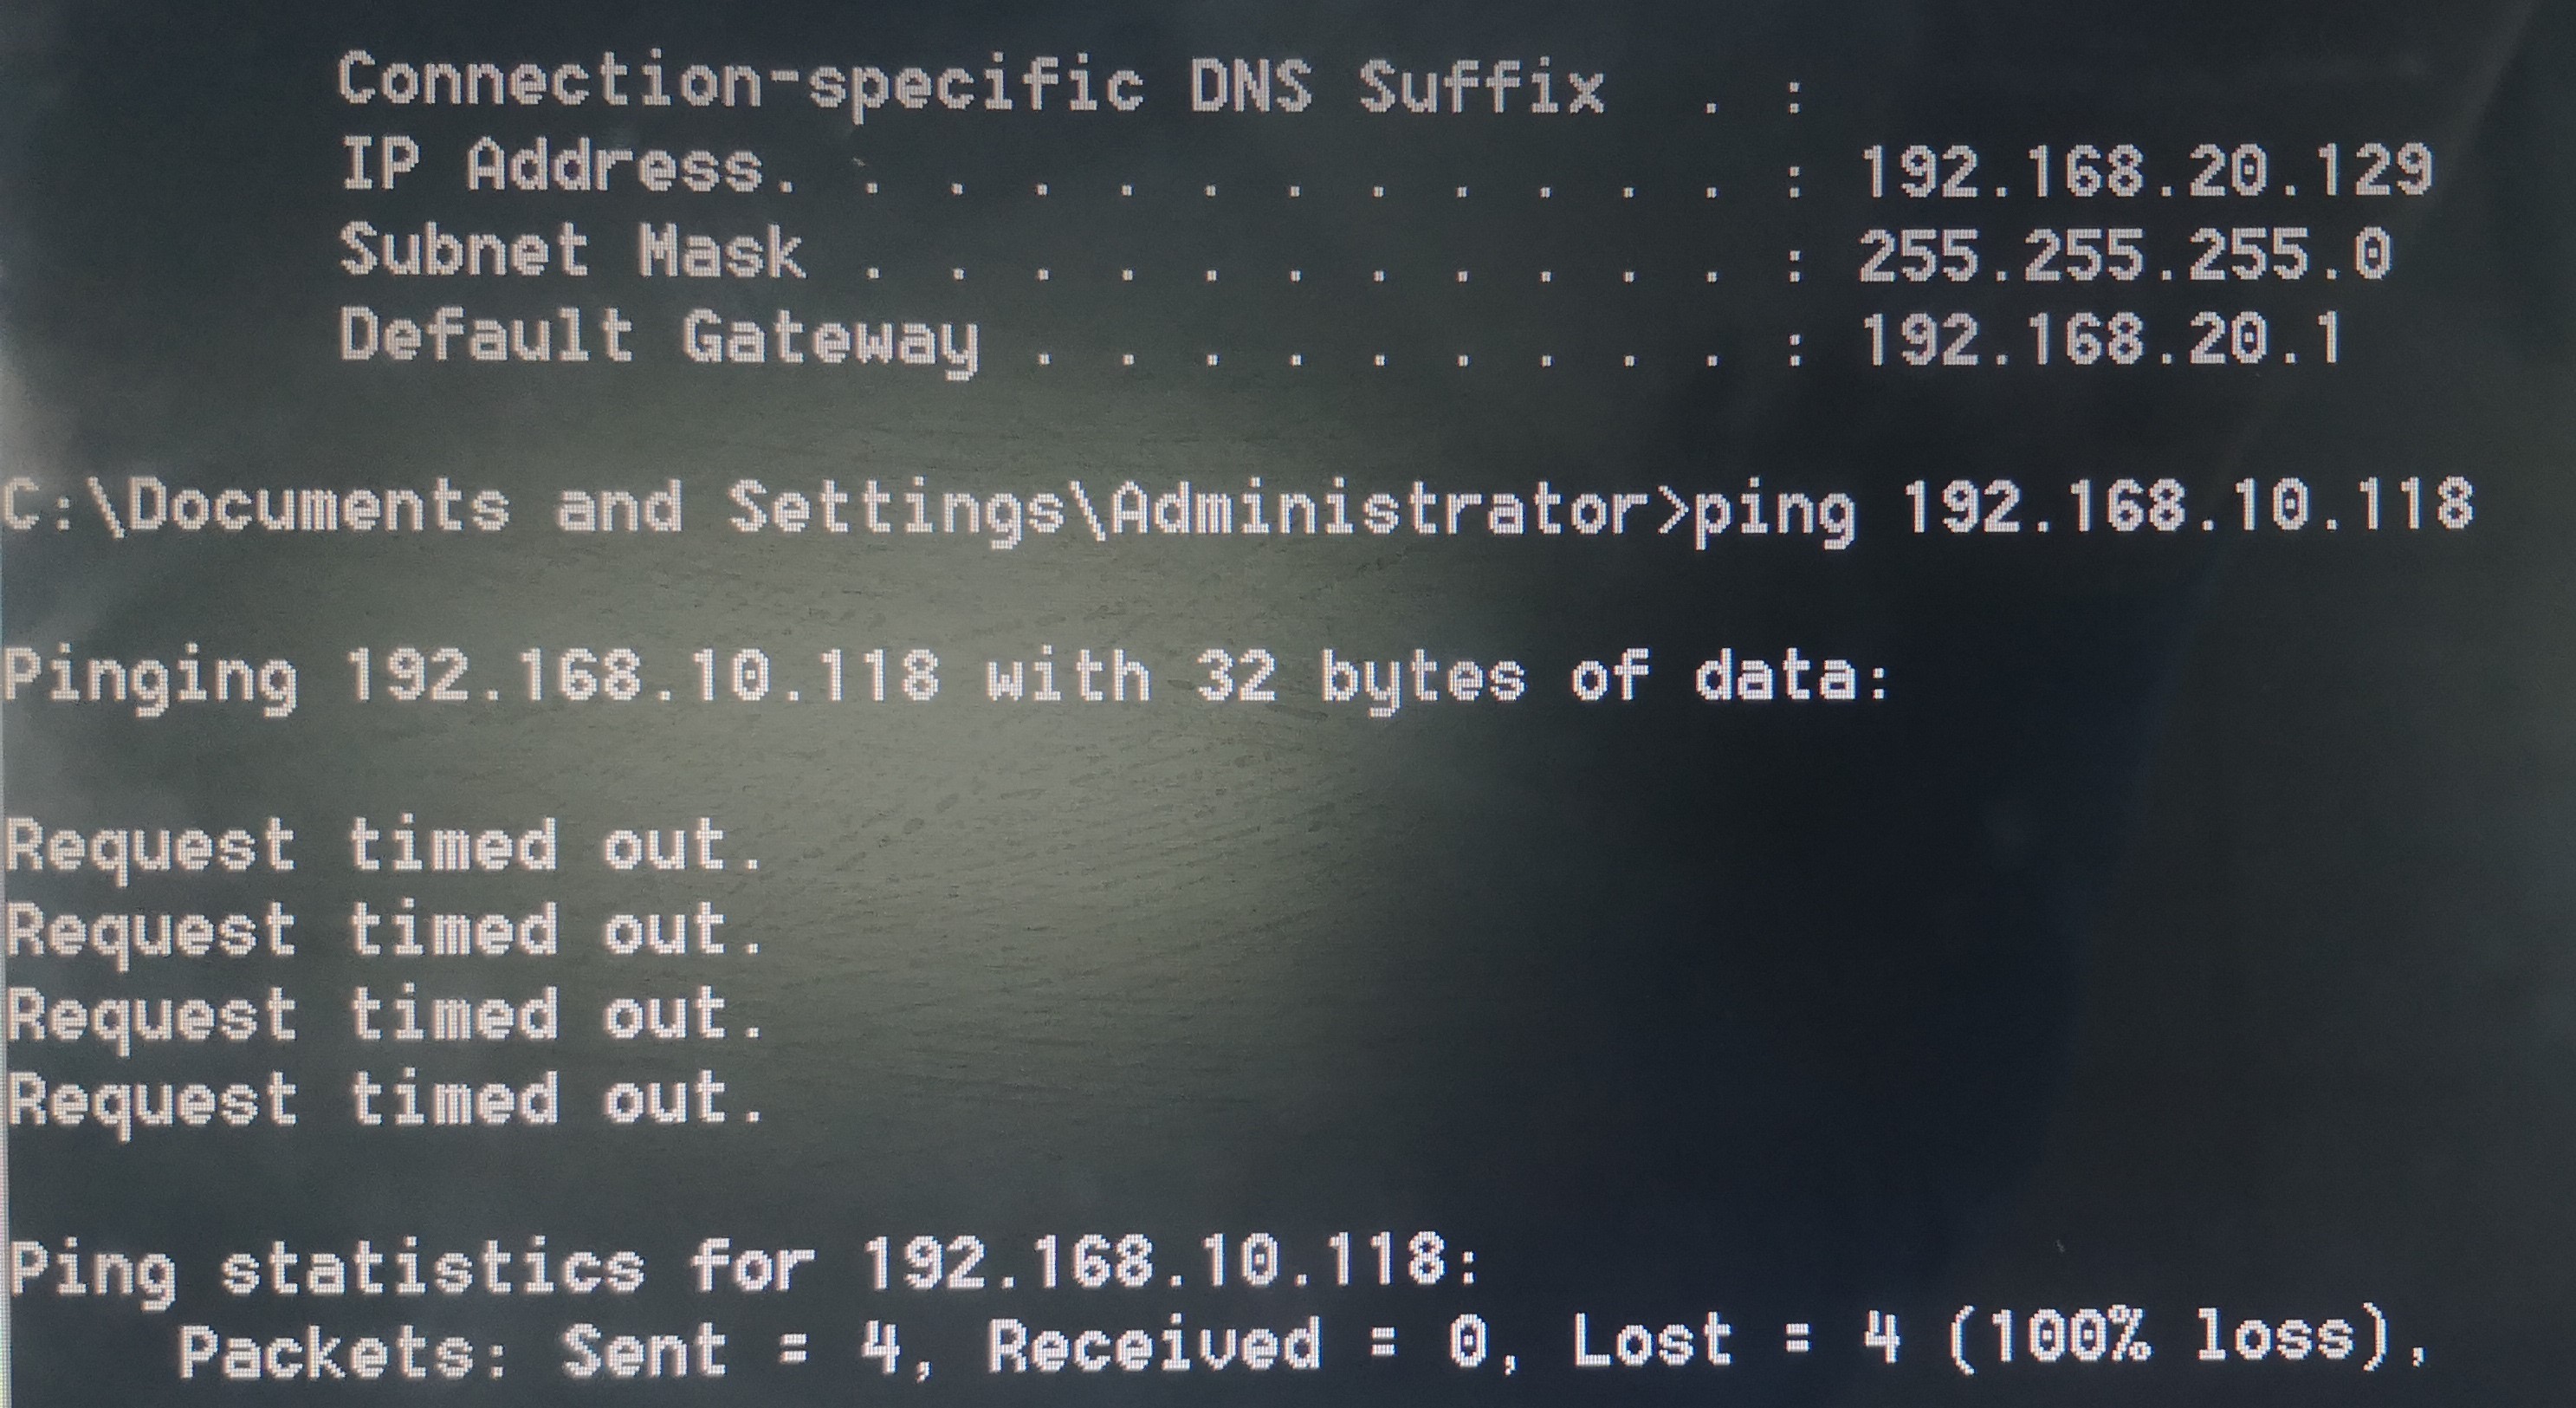 Connection-specific DNS Suffix  . :
IP Address. . . . . . . . . . . . : 192.168.20.129
Subnet Mask . . . . . . . . . . . : 255.255.255.0
Default Gateway . . . . . . . . . : 192.168.20.1
C:\Documents and Settings\Administrator>ping 192.168.10.118
Pinging 192.168.10.118 with 32 bytes of data:
Request timed out.
Request timed out.
Request timed out.
Request timed out.
Ping statistics for 192.168.10.118:
Packets: Sent = 4, Received = 0, Lost = 4 (100% loss),